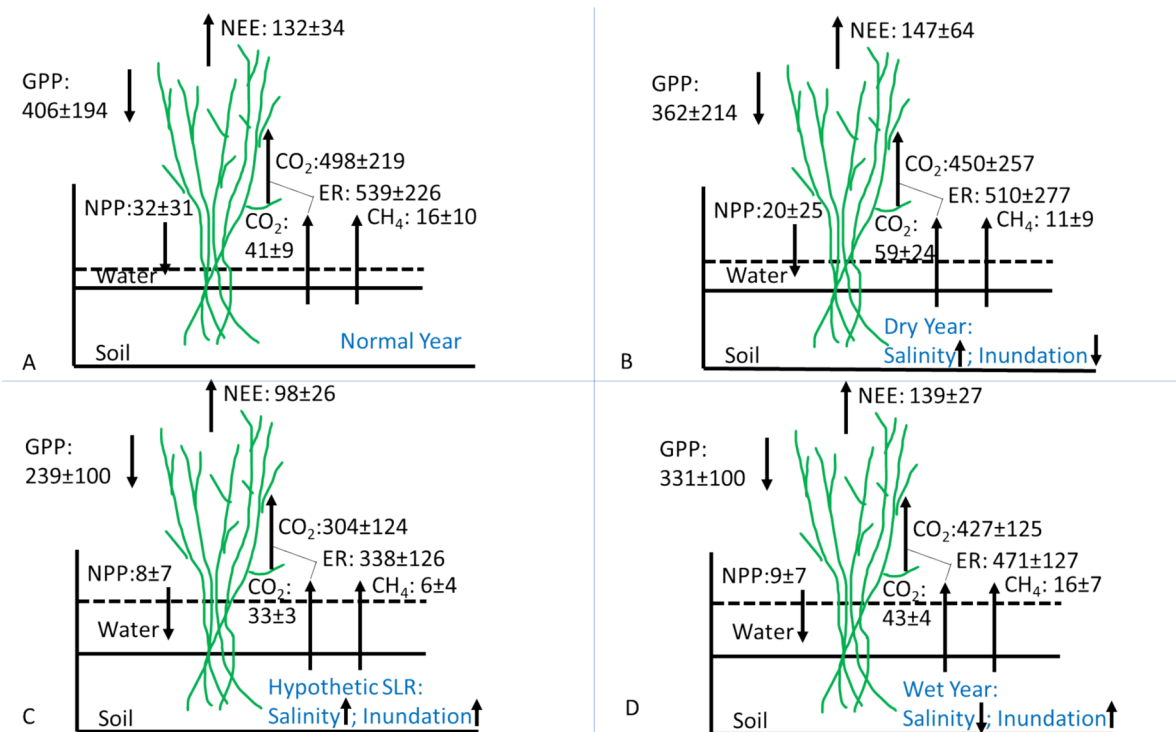 NEE: 132±34
GPP:
406±194
CO₂:498±219
ER: 539±226
NPP:32±31
CO₂:
41±9
CH₄: 16±10
Water
Normal Year
Soil
A
NEE: 147±64
GPP:
362±214
CO₂:450±257
ER: 510±277
NPP:20±25
CO₂:
59±24
CH₄: 11±9
Water
Dry Year:
Soil
Salinity↑; Inundation↓
B
NEE: 98±26
GPP:
239±100
CO₂:304±124
ER: 338±126
NPP:8±7
CO₂:
33±3
CH₄: 6±4
Water
Hypothetic SLR:
Soil
Salinity↑; Inundation↑
C
NEE: 139±27
GPP:
331±100
CO₂:427±125
ER: 471±127
NPP:9±7
CO₂:
43±4
CH₄: 16±7
Water
Wet Year:
Soil
Salinity↓; Inundation↑
D